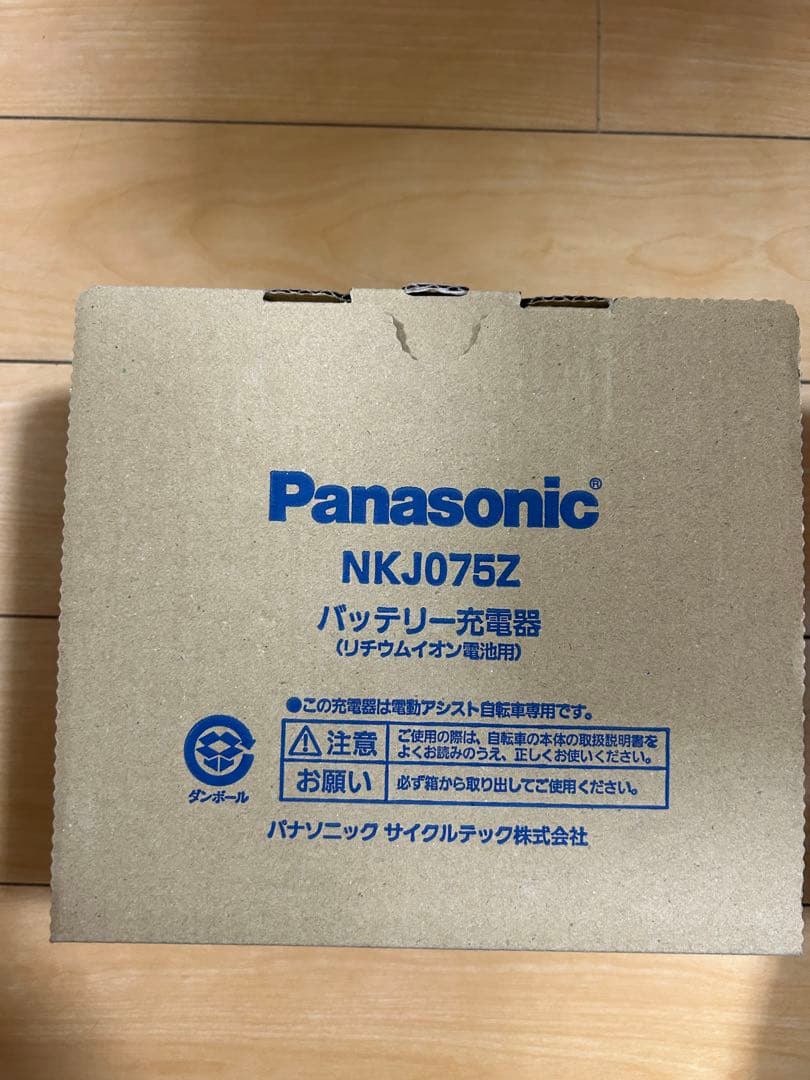 Panasonic®
NKJ075Z
バッテリー充電器
(リチウムイオン電池用)
●この充電器は電動アシスト自転車専用です。
注意
ご使用の際は、自転車の本体の取扱説明書を
よくお読みのうえ、正しくお使いください。
お願い
必ず箱から取り出してご使用ください。
ダンボール
パナソニック サイクルテック株式会社